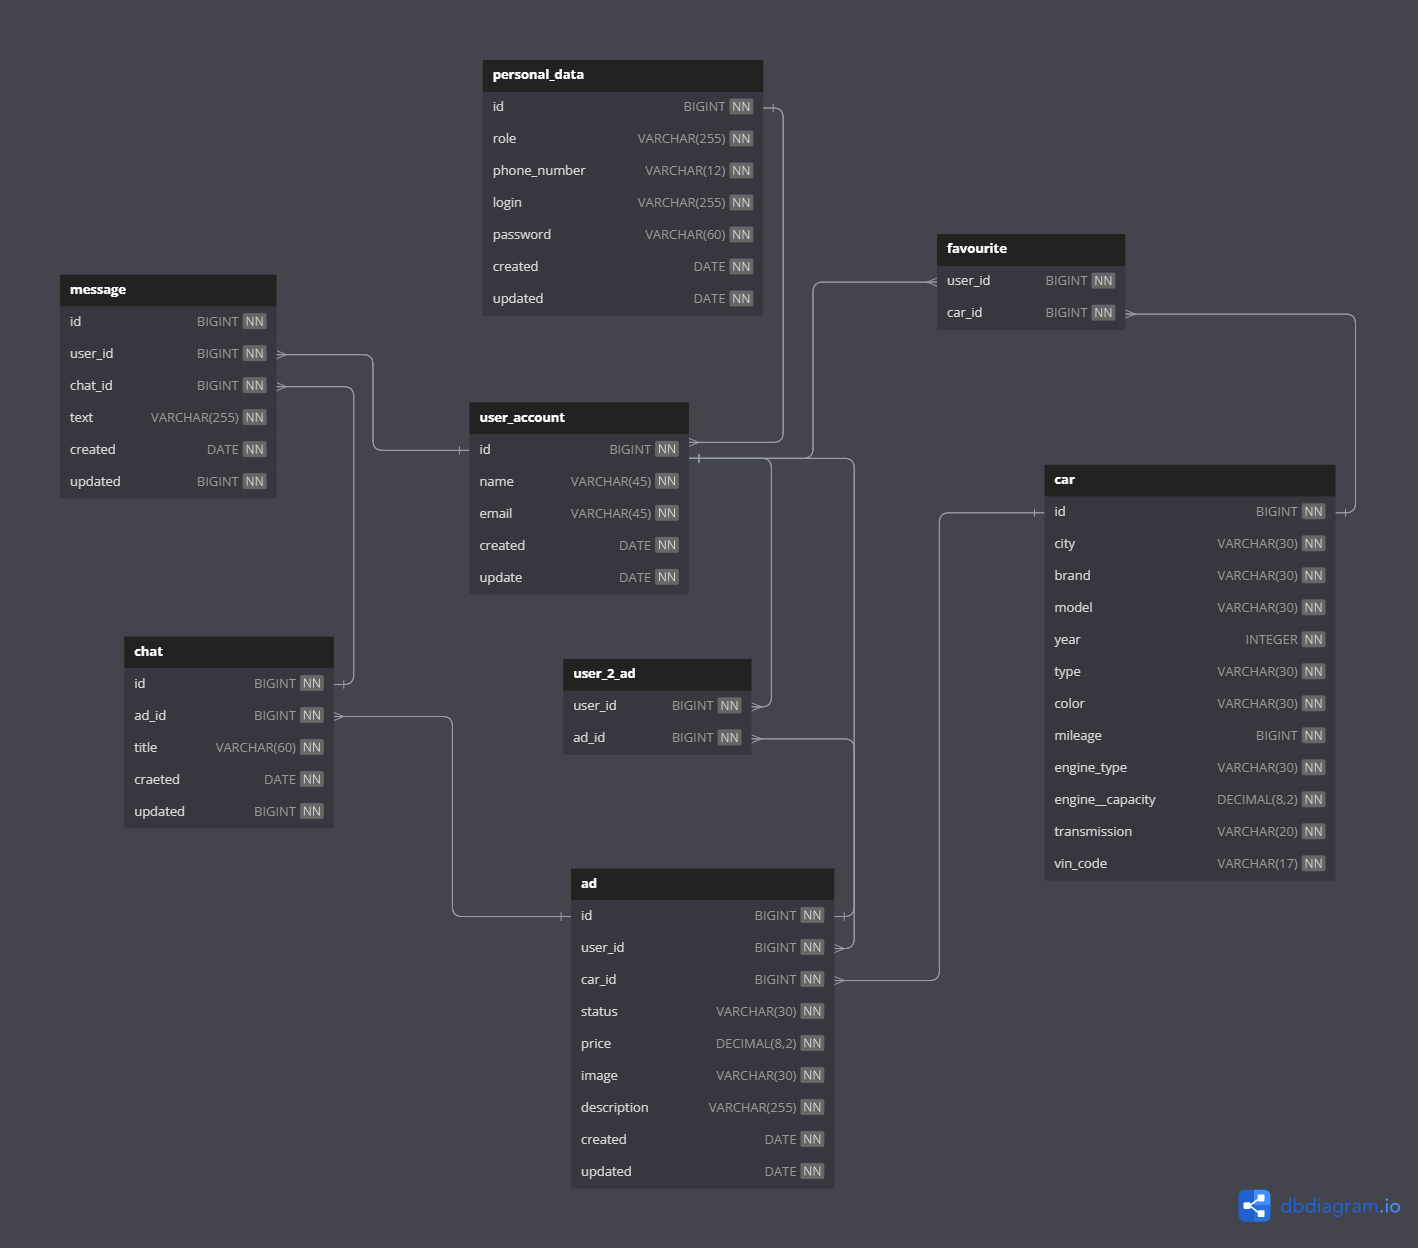 personal_data
id BIGINT NN
role VARCHAR(255) NN
phone_number VARCHAR(12) NN
login VARCHAR(255) NN
password VARCHAR(60) NN
created DATE NN
updated DATE NN
favourite
user_id BIGINT NN
car_id BIGINT NN
message
id BIGINT NN
user_id BIGINT NN
chat_id BIGINT NN
text VARCHAR(255) NN
created DATE NN
updated BIGINT NN
user_account
id BIGINT NN
name VARCHAR(45) NN
email VARCHAR(45) NN
created DATE NN
update DATE NN
car
id BIGINT NN
city VARCHAR(30) NN
brand VARCHAR(30) NN
model VARCHAR(30) NN
year INTEGER NN
type VARCHAR(30) NN
color VARCHAR(30) NN
mileage BIGINT NN
engine_type VARCHAR(30) NN
engine__capacity DECIMAL(8,2) NN
transmission VARCHAR(20) NN
vin_code VARCHAR(17) NN
chat
id BIGINT NN
ad_id BIGINT NN
title VARCHAR(60) NN
craeted DATE NN
updated BIGINT NN
user_2_ad
user_id BIGINT NN
ad_id BIGINT NN
ad
id BIGINT NN
user_id BIGINT NN
car_id BIGINT NN
status VARCHAR(30) NN
price DECIMAL(8,2) NN
image VARCHAR(30) NN
description VARCHAR(255) NN
created DATE NN
updated DATE NN
dbdiagram.io